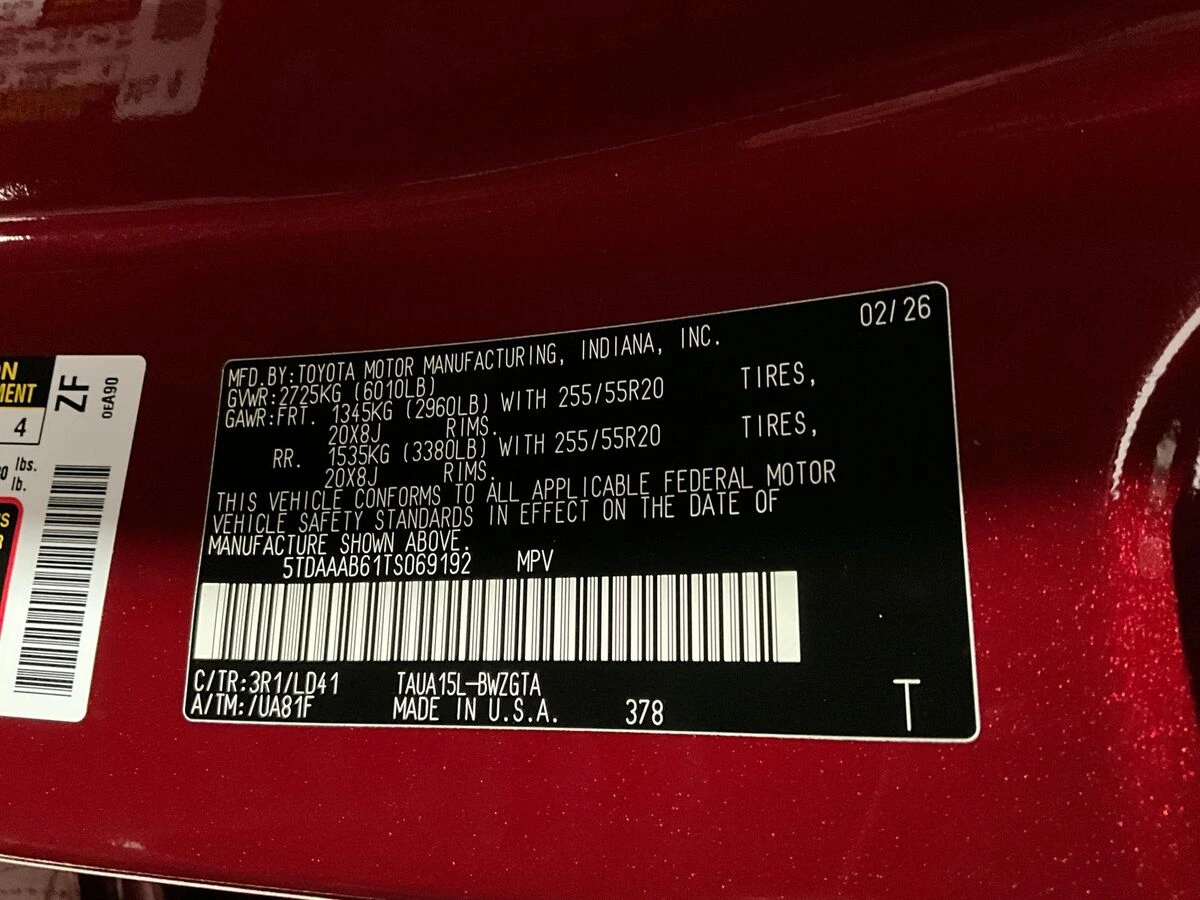 02/26
MFD.BY:TOYOTA MOTOR MANUFACTURING, INDIANA, INC.
GVWR:2725KG (6010LB)
GAWR:FRT. 1345KG (2960LB) WITH 255/55R20 TIRES,
20X8J RIMS.
RR. 1535KG (3380LB) WITH 255/55R20 TIRES,
20X8J RIMS.
THIS VEHICLE CONFORMS TO ALL APPLICABLE FEDERAL MOTOR
VEHICLE SAFETY STANDARDS IN EFFECT ON THE DATE OF
MANUFACTURE SHOWN ABOVE.
5TDAAAB61TS069192 MPV
C/TR:3R1/LD41 TAUA15L-BWZGTA
A/TM:/UA81F MADE IN U.S.A. 378
T
ZF
0EA90
4
lbs.
lb.